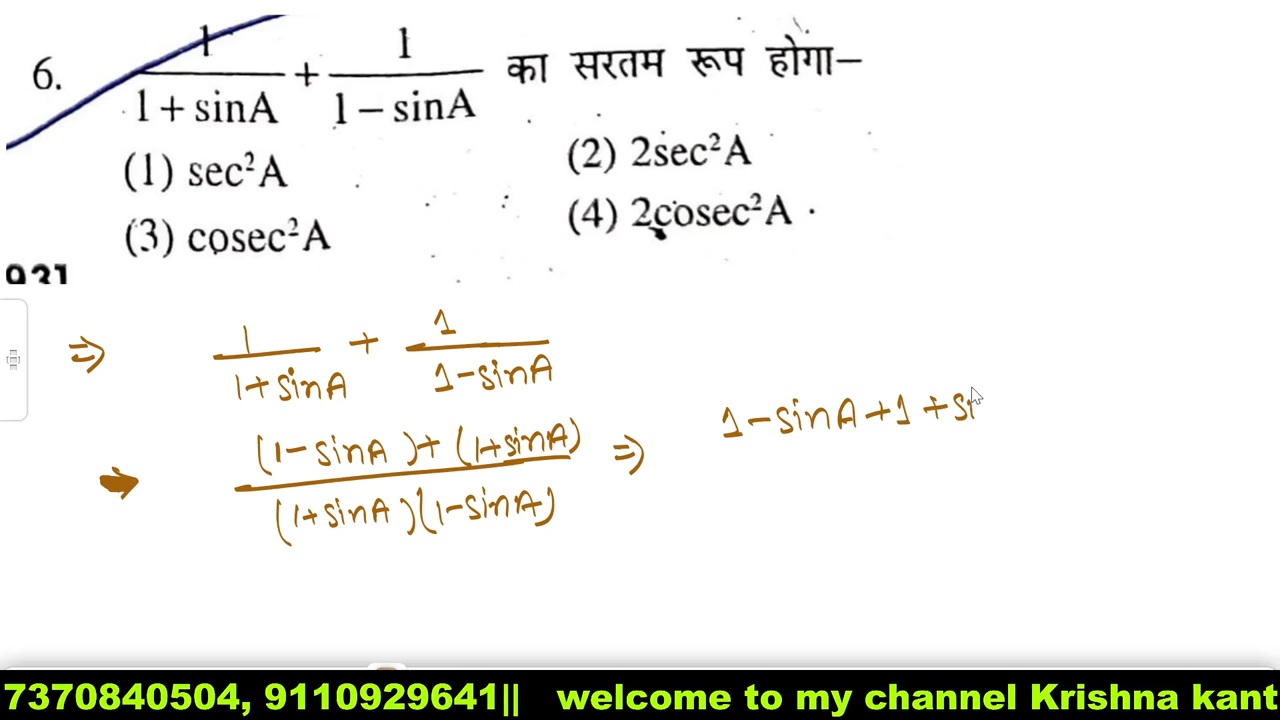 6. 1/(1 + sinA) + 1/(1 – sinA) का सरतम रूप होगा–
(1) sec²A (2) 2sec²A
(3) cosec²A (4) 2cosec²A
931
⇒ 1/(1+sinA) + 1/(1-sinA)
((1-sinA)+(1+sinA))/((1+sinA)(1-sinA)) ⇒ 1-sinA+1+si
7370840504, 9110929641|| welcome to my channel Krishna kant